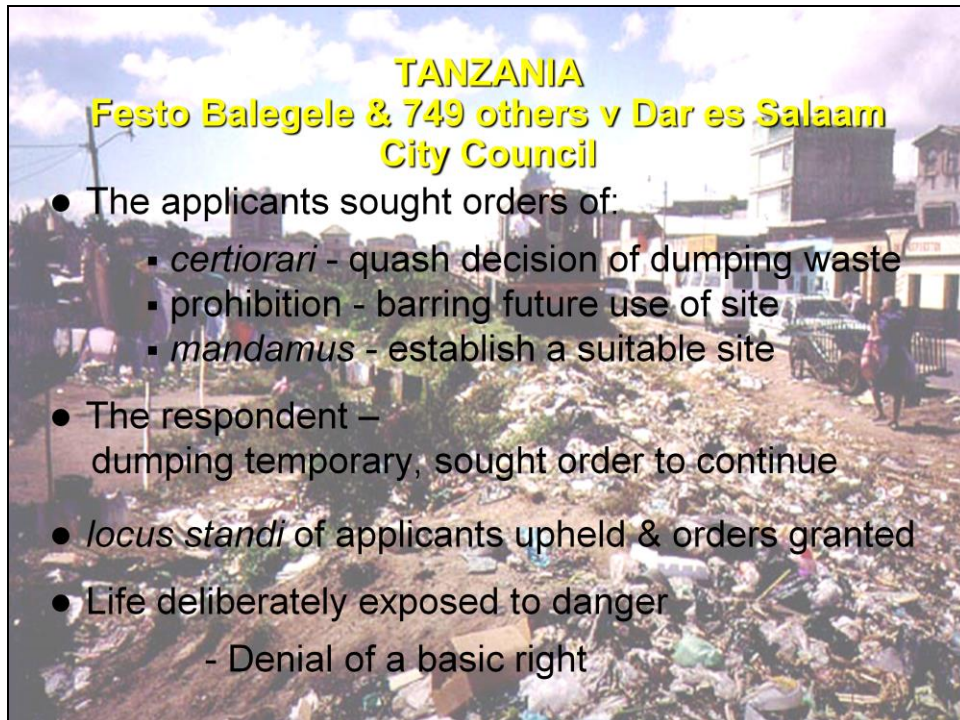 TANZANIA
Festo Balegele & 749 others v Dar es Salaam
City Council
● The applicants sought orders of:
▪ certiorari - quash decision of dumping waste
▪ prohibition - barring future use of site
▪ mandamus - establish a suitable site
● The respondent –
dumping temporary, sought order to continue
● locus standi of applicants upheld & orders granted
● Life deliberately exposed to danger
- Denial of a basic right